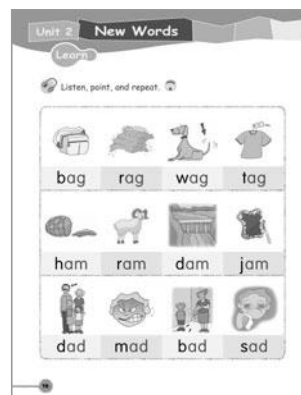 Unit 2 New Words
Learn
Listen, point, and repeat.
bag rag wag tag
ham ram dam jam
dad mad bad sad